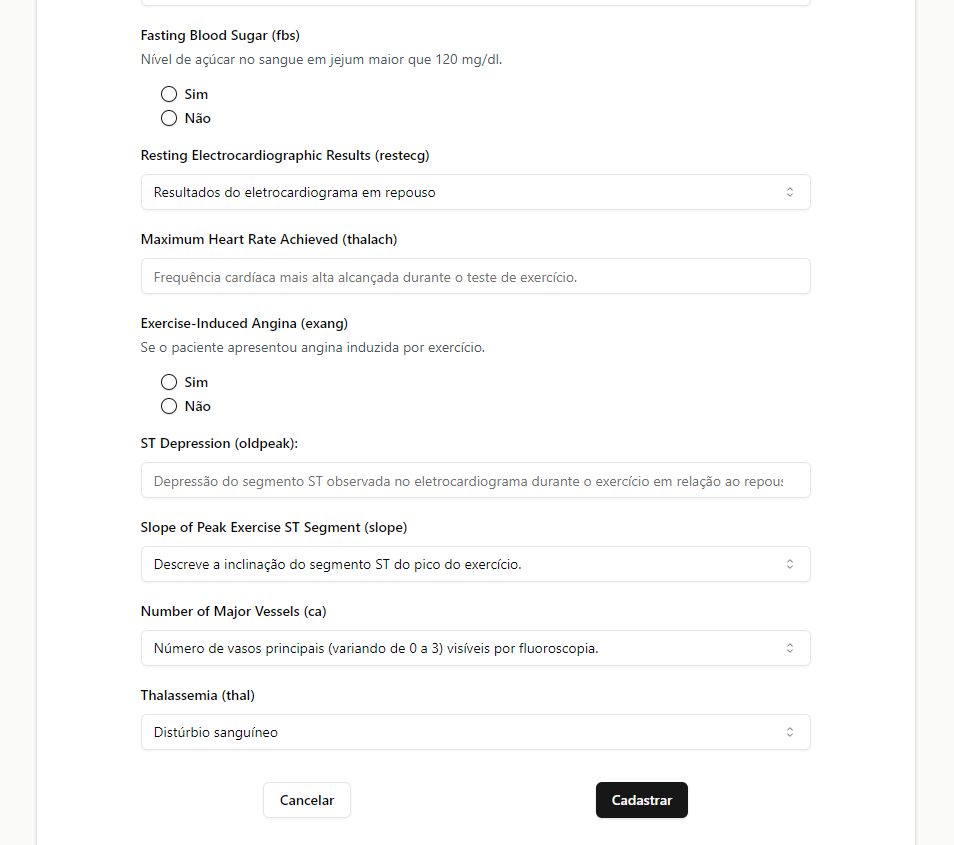 Fasting Blood Sugar (fbs)
Nível de açúcar no sangue em jejum maior que 120 mg/dl.
Sim
Não
Resting Electrocardiographic Results (restecg)
Resultados do eletrocardiograma em repouso
Maximum Heart Rate Achieved (thalach)
Frequência cardíaca mais alta alcançada durante o teste de exercício.
Exercise-Induced Angina (exang)
Se o paciente apresentou angina induzida por exercício.
Sim
Não
ST Depression (oldpeak):
Depressão do segmento ST observada no eletrocardiograma durante o exercício em relação ao
Slope of Peak Exercise ST Segment (slope)
Descreve a inclinação do segmento ST do pico do exercício.
Number of Major Vessels (ca)
Número de vasos principais (variando de 0 a 3) visíveis por fluoroscopia.
Thalassemia (thal)
Distúrbio sanguíneo
Cancelar
Cadastrar